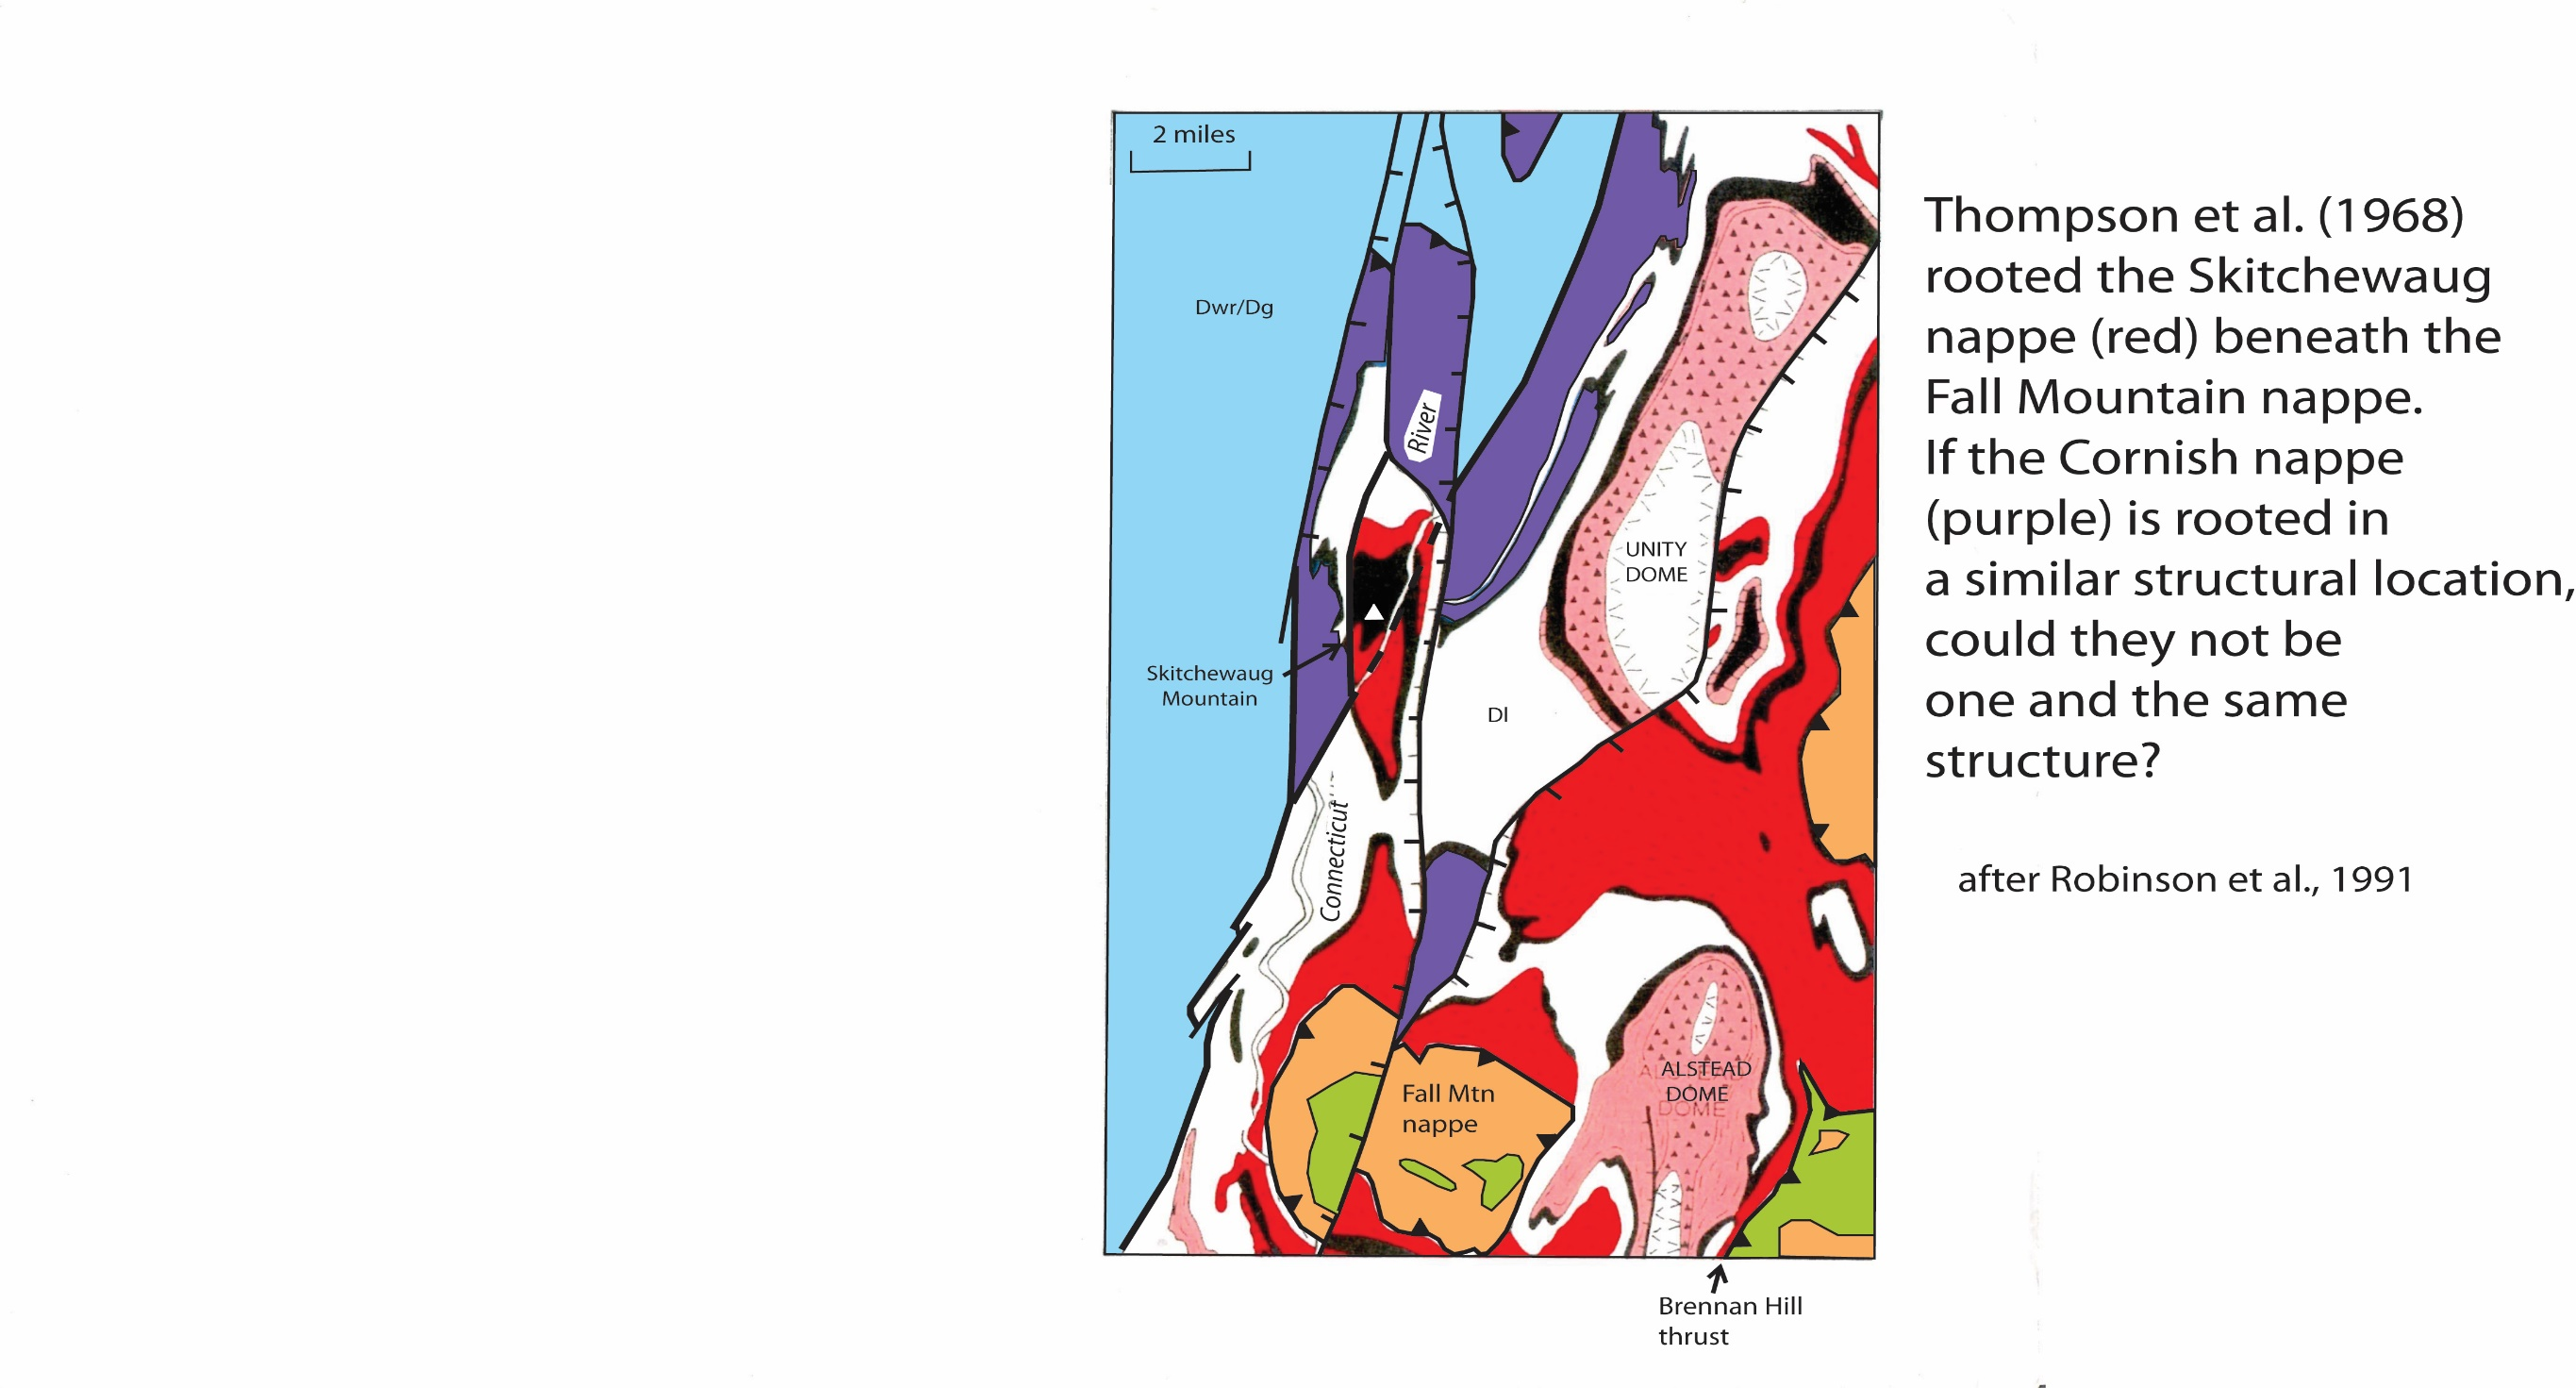 2 miles
Dwr/Dg
River
UNITY
DOME
Skitchewaug
Mountain
Dl
Connecticut
Fall Mtn
nappe
ALSTEAD
DOME
Brennan Hill
thrust
Thompson et al. (1968)
rooted the Skitchewaug
nappe (red) beneath the
Fall Mountain nappe.
If the Cornish nappe
(purple) is rooted in
a similar structural location,
could they not be
one and the same
structure?
after Robinson et al., 1991